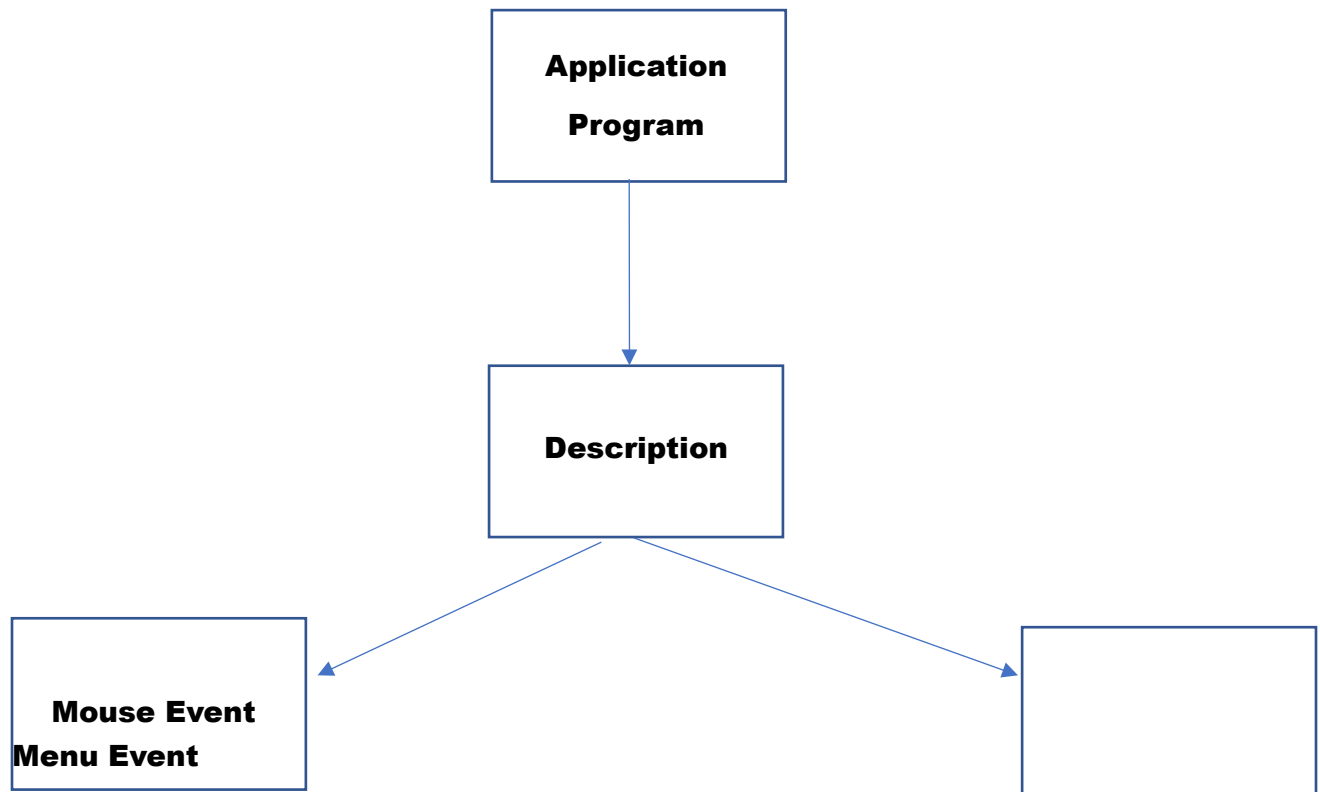 Application
Program
Description
Mouse Event
Menu Event